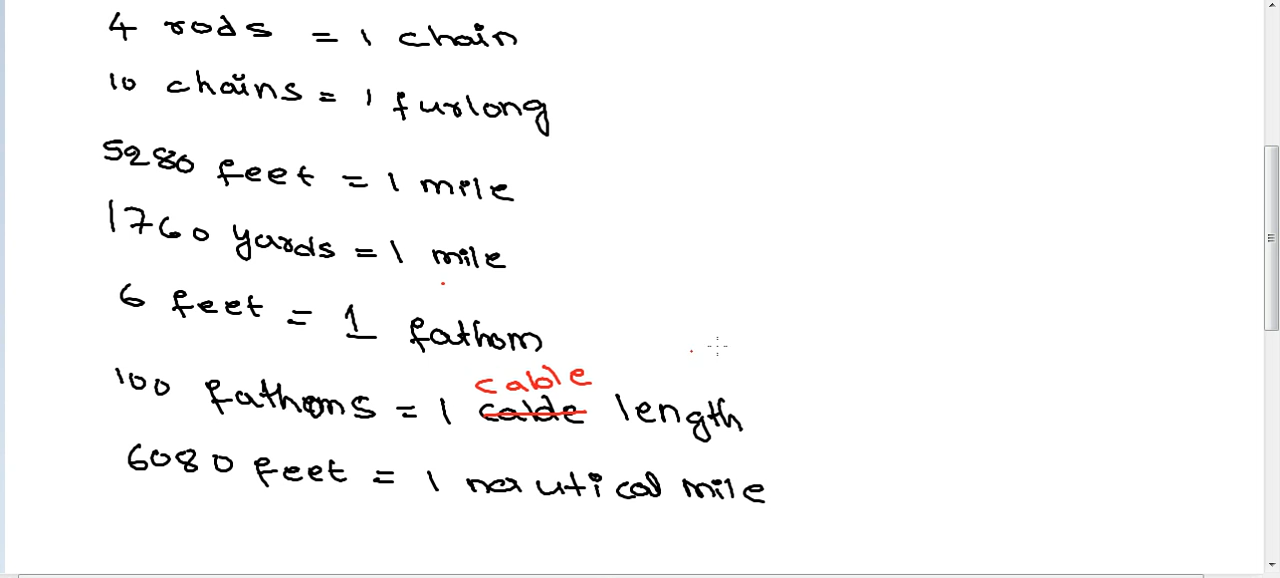 4 rods = 1 chain
10 chains = 1 furlong
5280 feet = 1 mile
1760 yards = 1 mile
6 feet = 1 fathom
100 fathoms = 1 calde cable length
6080 feet = 1 nautical mile